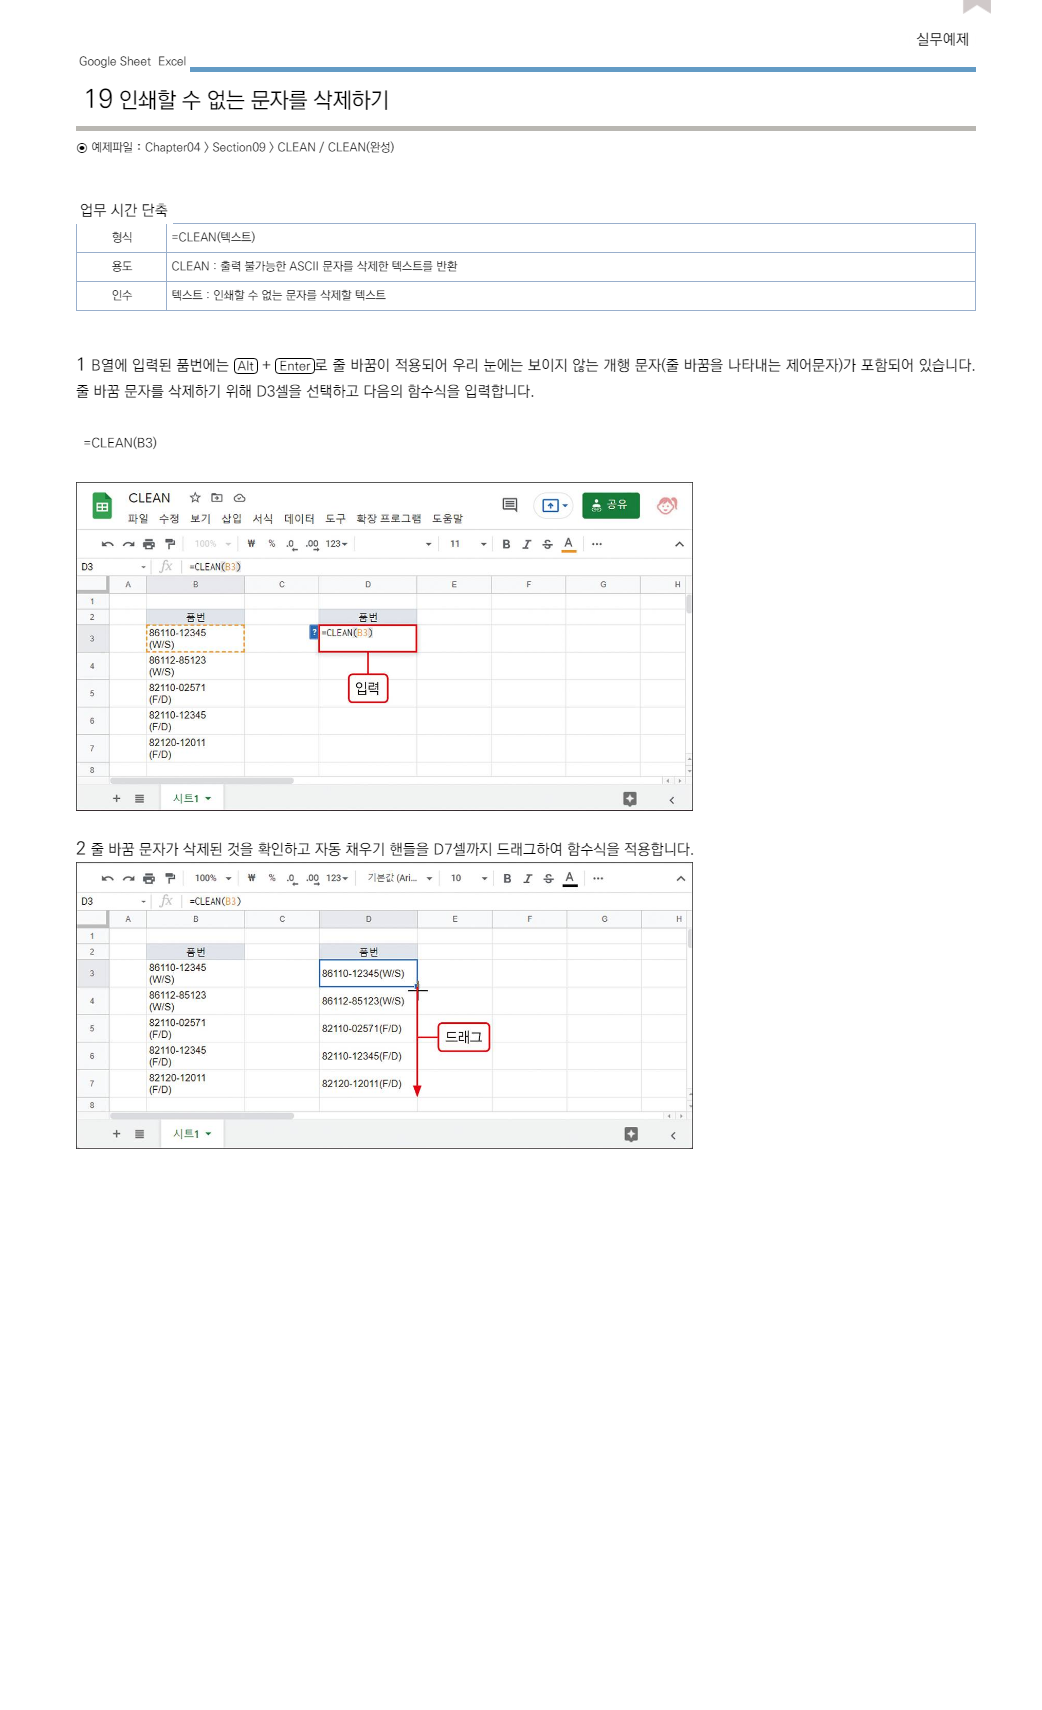 실무예제
Google Sheet Excel
19 인쇄할 수 없는 문자를 삭제하기
예제파일 : Chapter04 〉 Section09 〉 CLEAN / CLEAN(완성)
업무 시간 단축
형식 =CLEAN(텍스트)
용도 CLEAN : 출력 불가능한 ASCII 문자를 삭제한 텍스트를 반환
인수 텍스트 : 인쇄할 수 없는 문자를 삭제할 텍스트
1 B열에 입력된 품번에는 Alt + Enter로 줄 바꿈이 적용되어 우리 눈에는 보이지 않는 개행 문자(줄 바꿈을 나타내는 제어문자)가 포함되어 있습니다.
줄 바꿈 문자를 삭제하기 위해 D3셀을 선택하고 다음의 함수식을 입력합니다.
=CLEAN(B3)
CLEAN
공유
파일 수정 보기 삽입 서식 데이터 도구 확장 프로그램 도움말
100% ₩ % .0 .00 123 11 B I S A
D3 fx =CLEAN(B3)
A B C D E F G H
1
2 품번 품번
3 86110-12345
(W/S)
? =CLEAN(B3)
4 86112-85123
(W/S)
입력
5 82110-02571
(F/D)
6 82110-12345
(F/D)
7 82120-12011
(F/D)
8
+ 시트1
2 줄 바꿈 문자가 삭제된 것을 확인하고 자동 채우기 핸들을 D7셀까지 드래그하여 함수식을 적용합니다.
100% ₩ % .0 .00 123 기본값 (Ari... 10 B I S A
D3 fx =CLEAN(B3)
A B C D E F G H
1
2 품번 품번
3 86110-12345
(W/S)
86110-12345(W/S)
4 86112-85123
(W/S)
86112-85123(W/S)
5 82110-02571
(F/D)
82110-02571(F/D)
드래그
6 82110-12345
(F/D)
82110-12345(F/D)
7 82120-12011
(F/D)
82120-12011(F/D)
8
+ 시트1